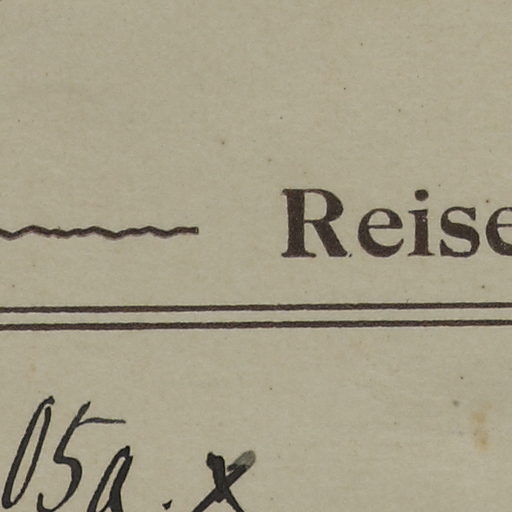 Reise
05a. x